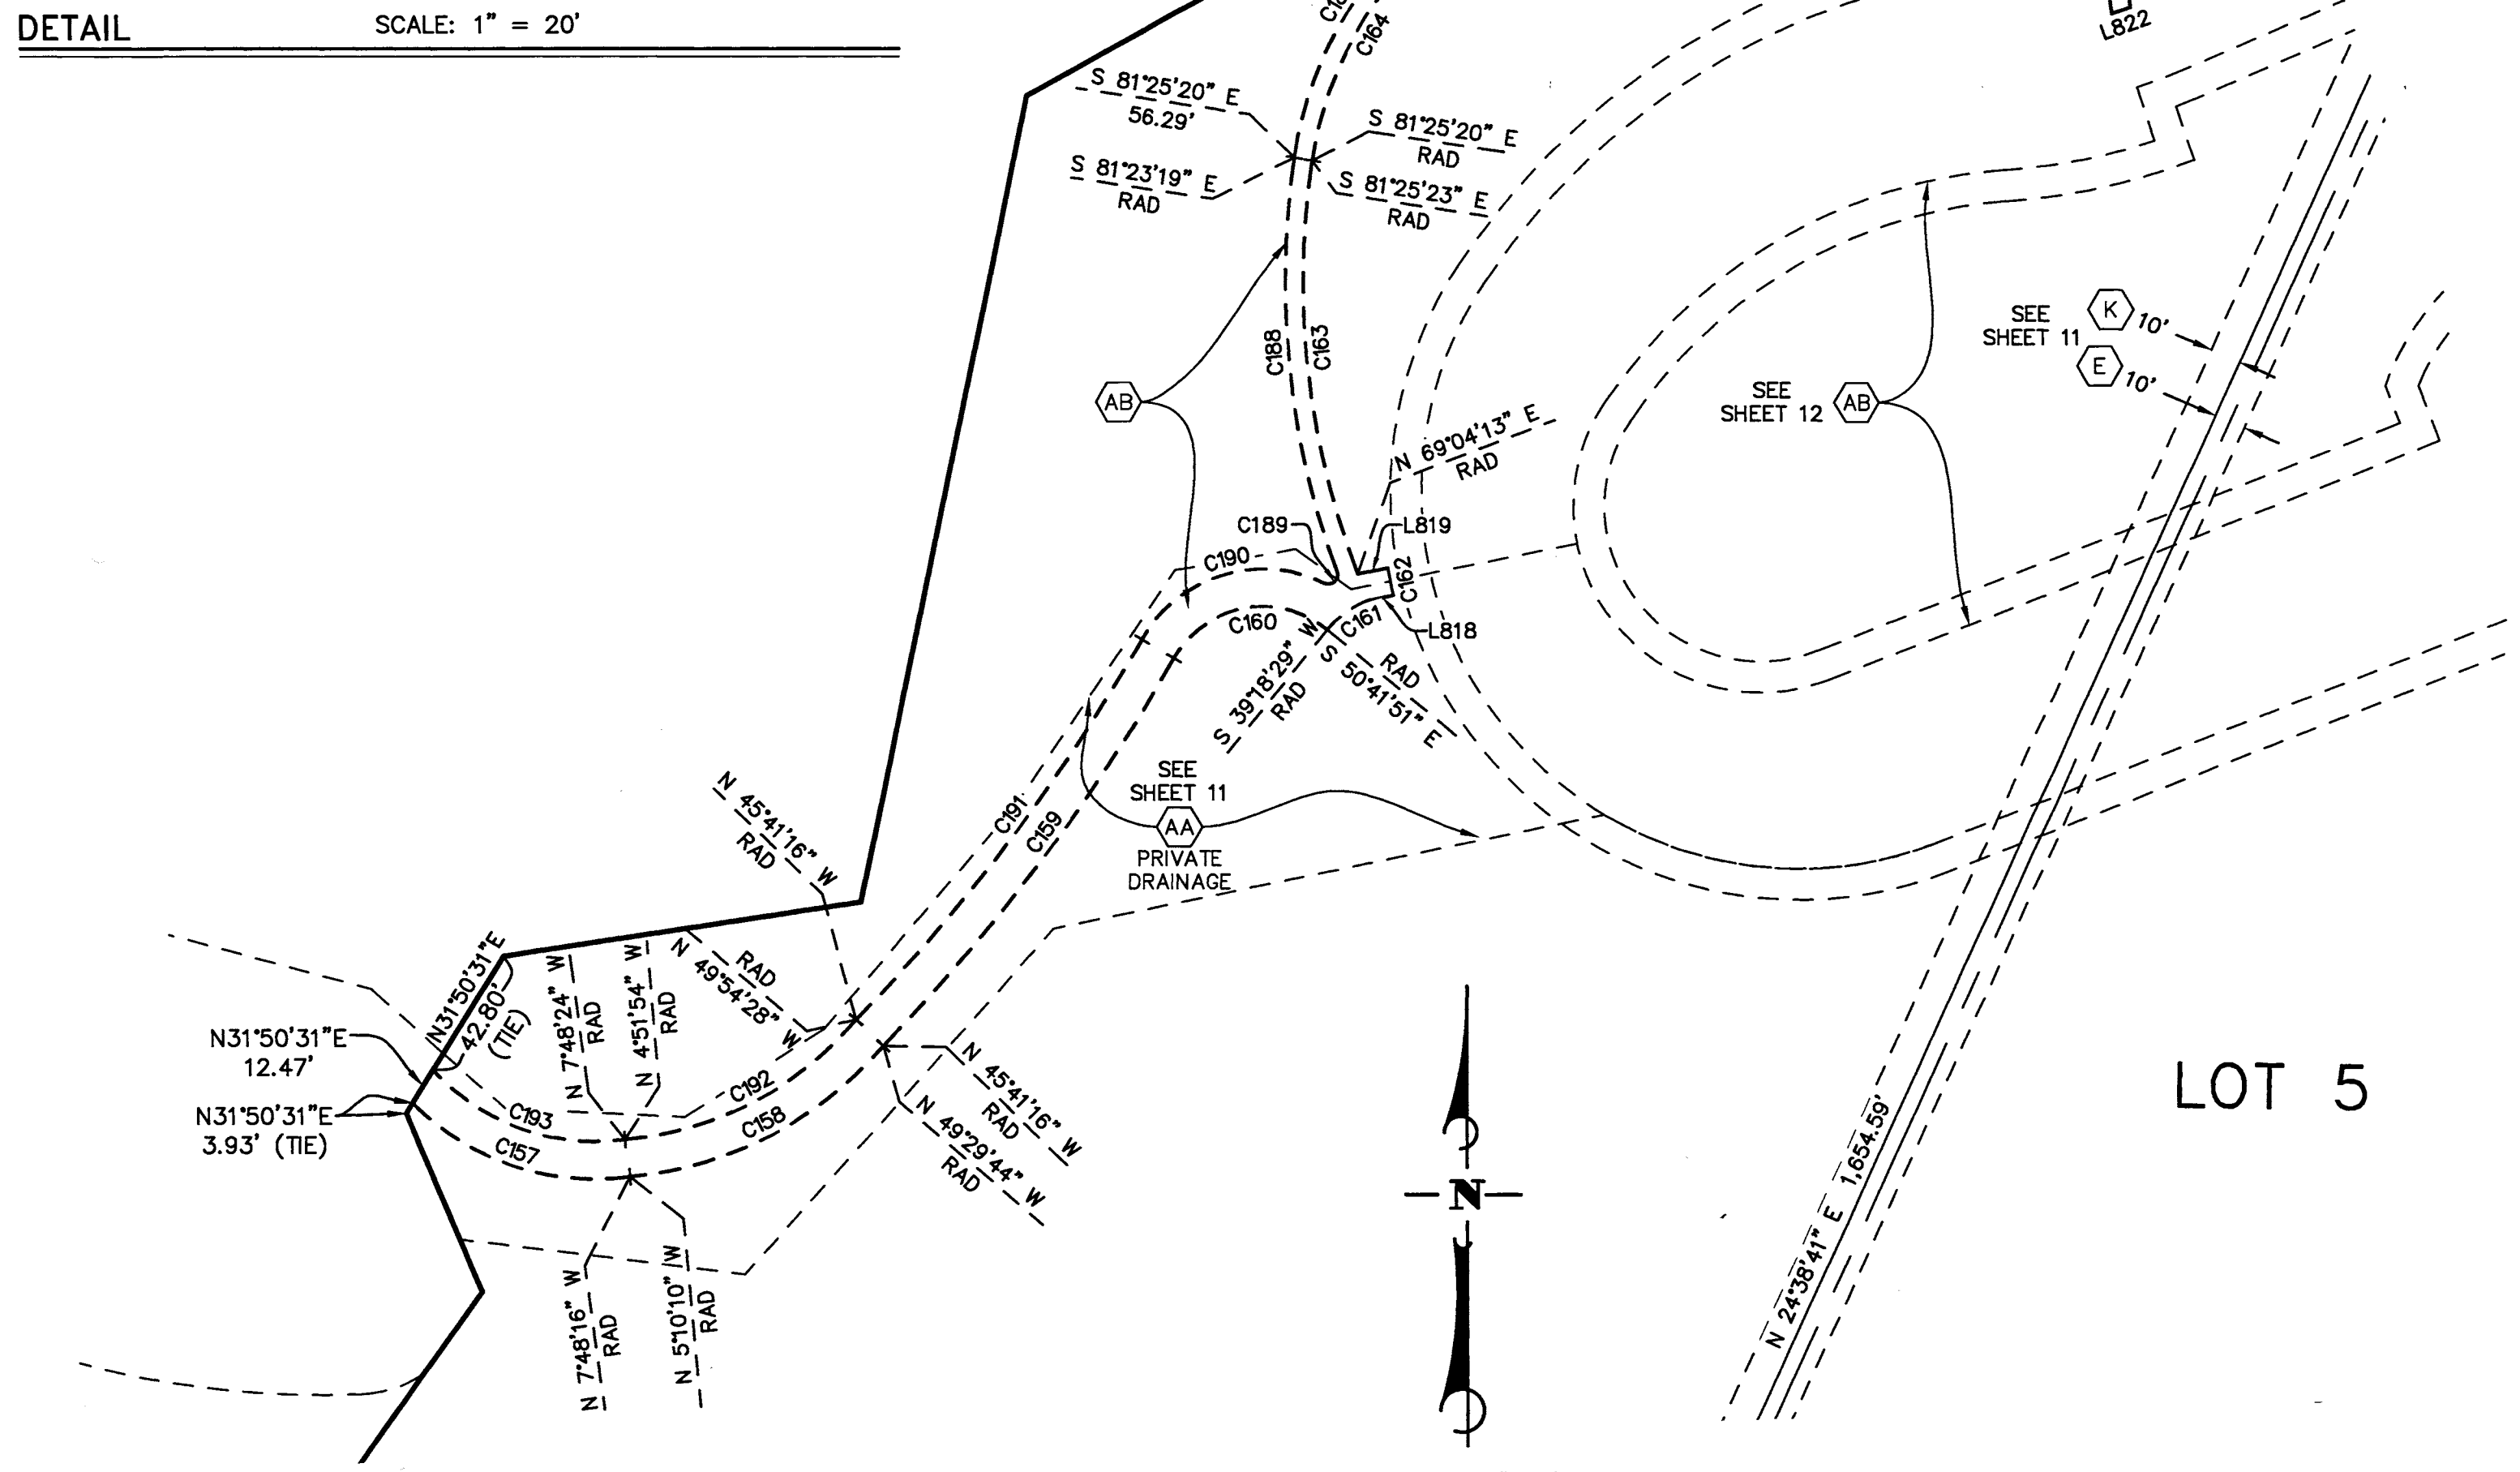 DETAIL SCALE: 1" = 20'
C164
L822
S 81°25'20" E
56.29'
S 81°25'20" E
RAD
S 81°23'19" E
RAD
S 81°25'23" E
RAD
C188
C163
AB
SEE
SHEET 11
K
10'
E
10'
SEE
SHEET 12
AB
N 69°04'13" E
RAD
C189
L819
C190
C162
C160
C161
L818
S 39°18'29" W
RAD
RAD
S 50°41'51" E
SEE
SHEET 11
AA
PRIVATE
DRAINAGE
C191
C159
N 45°41'16" W
RAD
RAD
N 49°54'28" W
N31°50'31"E
42.80'
(TIE)
N 7°48'24" W
RAD
N 4°51'54" W
RAD
N31°50'31"E
12.47'
N31°50'31"E
3.93' (TIE)
C193
C192
C157
C158
N 45°41'16" W
RAD
N 49°29'44" W
RAD
N 7°48'16" W
RAD
N 5°10'10" W
RAD
N
N 24°38'41" E 1,654.59'
LOT 5